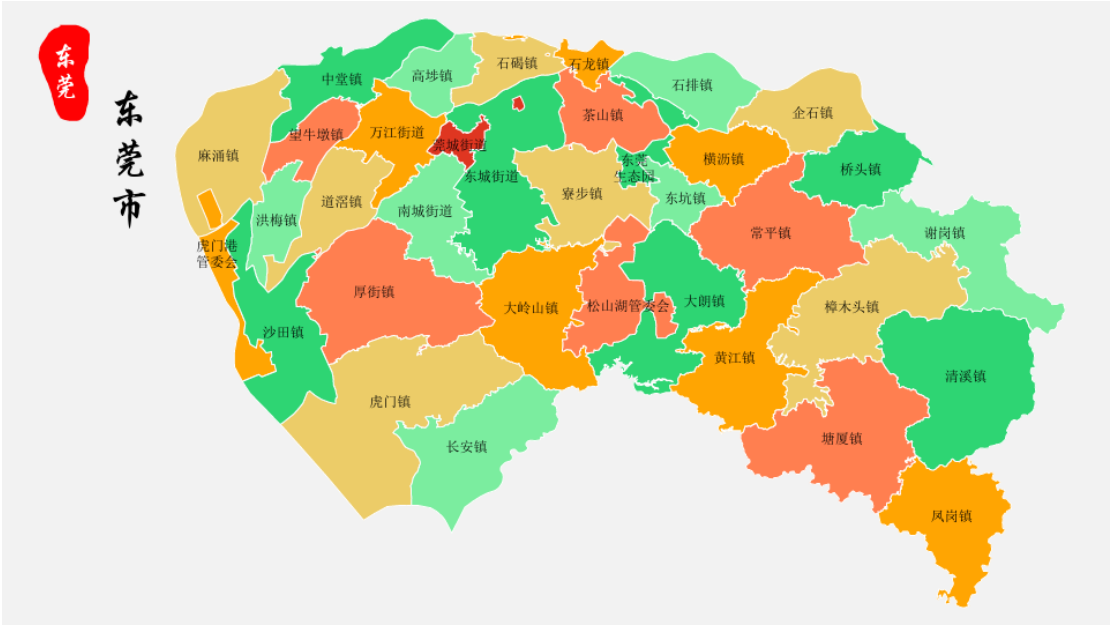 东莞
东莞市
中堂镇
高埗镇
石碣镇
石龙镇
石排镇
企石镇
茶山镇
望牛墩镇
万江街道
莞城街道
麻涌镇
东莞
生态园
横沥镇
桥头镇
东城街道
道滘镇
寮步镇
东坑镇
南城街道
洪梅镇
常平镇
谢岗镇
虎门港
管委会
厚街镇
大岭山镇
松山湖管委会
大朗镇
樟木头镇
沙田镇
黄江镇
清溪镇
虎门镇
塘厦镇
长安镇
凤岗镇